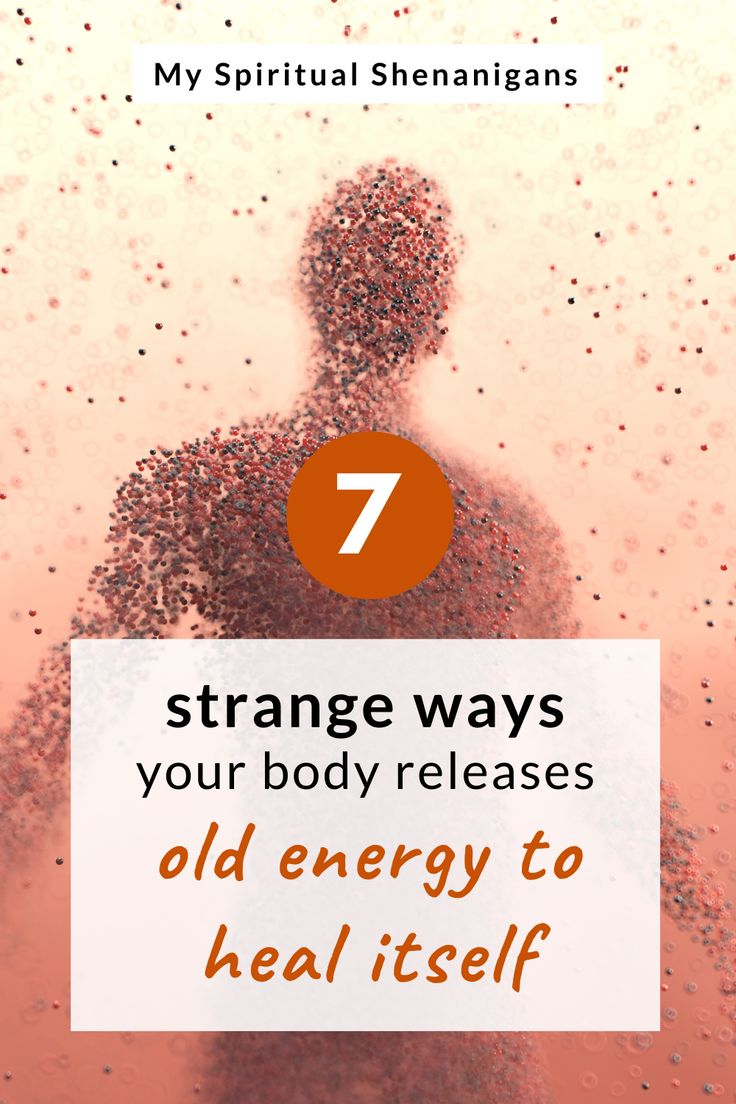 My Spiritual Shenanigans
7
strange ways
your body releases
old energy to
heal itself